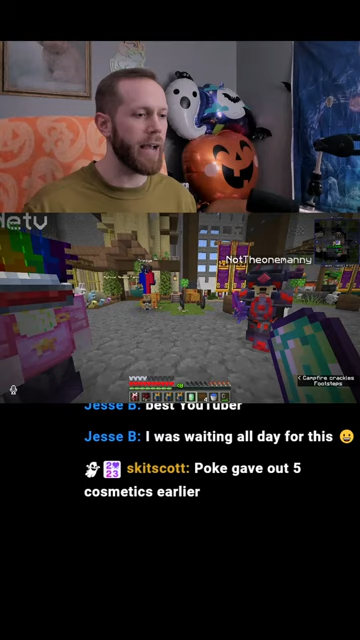 NotTheonemanny
< Campfire crackles
Footsteps
Jesse B: best YouTuber
Jesse B: I was waiting all day for this
skitscott: Poke gave out 5
cosmetics earlier